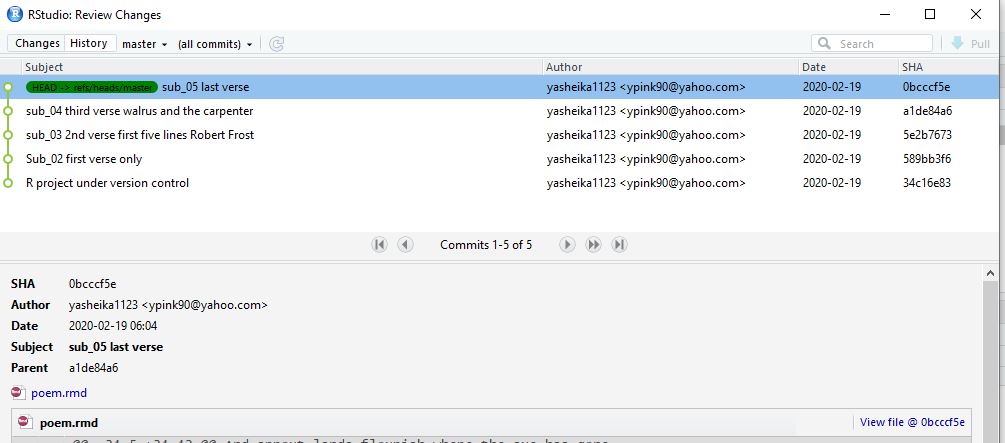 RStudio: Review Changes
Changes History master (all commits) Search Pull
Subject Author Date SHA
HEAD -> refs/heads/master sub_05 last verse yasheika1123 <ypink90@yahoo.com> 2020-02-19 0bcccf5e
sub_04 third verse walrus and the carpenter yasheika1123 <ypink90@yahoo.com> 2020-02-19 a1de84a6
sub_03 2nd verse first five lines Robert Frost yasheika1123 <ypink90@yahoo.com> 2020-02-19 5e2b7673
Sub_02 first verse only yasheika1123 <ypink90@yahoo.com> 2020-02-19 589bb3f6
R project under version control yasheika1123 <ypink90@yahoo.com> 2020-02-19 34c16e83
Commits 1-5 of 5
SHA 0bcccf5e
Author yasheika1123 <ypink90@yahoo.com>
Date 2020-02-19 06:04
Subject sub_05 last verse
Parent a1de84a6
poem.rmd
poem.rmd View file @ 0bcccf5e